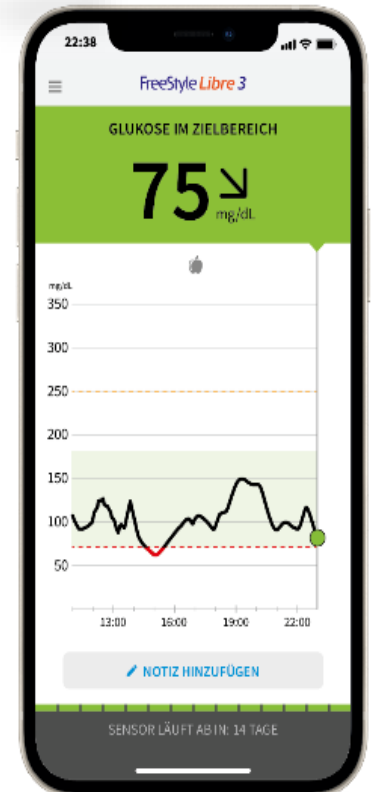 22:38
FreeStyle Libre 3
GLUKOSE IM ZIELBEREICH
75
mg/dL
mg/dL
350
300
250
200
150
100
50
13:00 16:00 19:00 22:00
NOTIZ HINZUFÜGEN
SENSOR LÄUFT AB IN: 14 TAGE